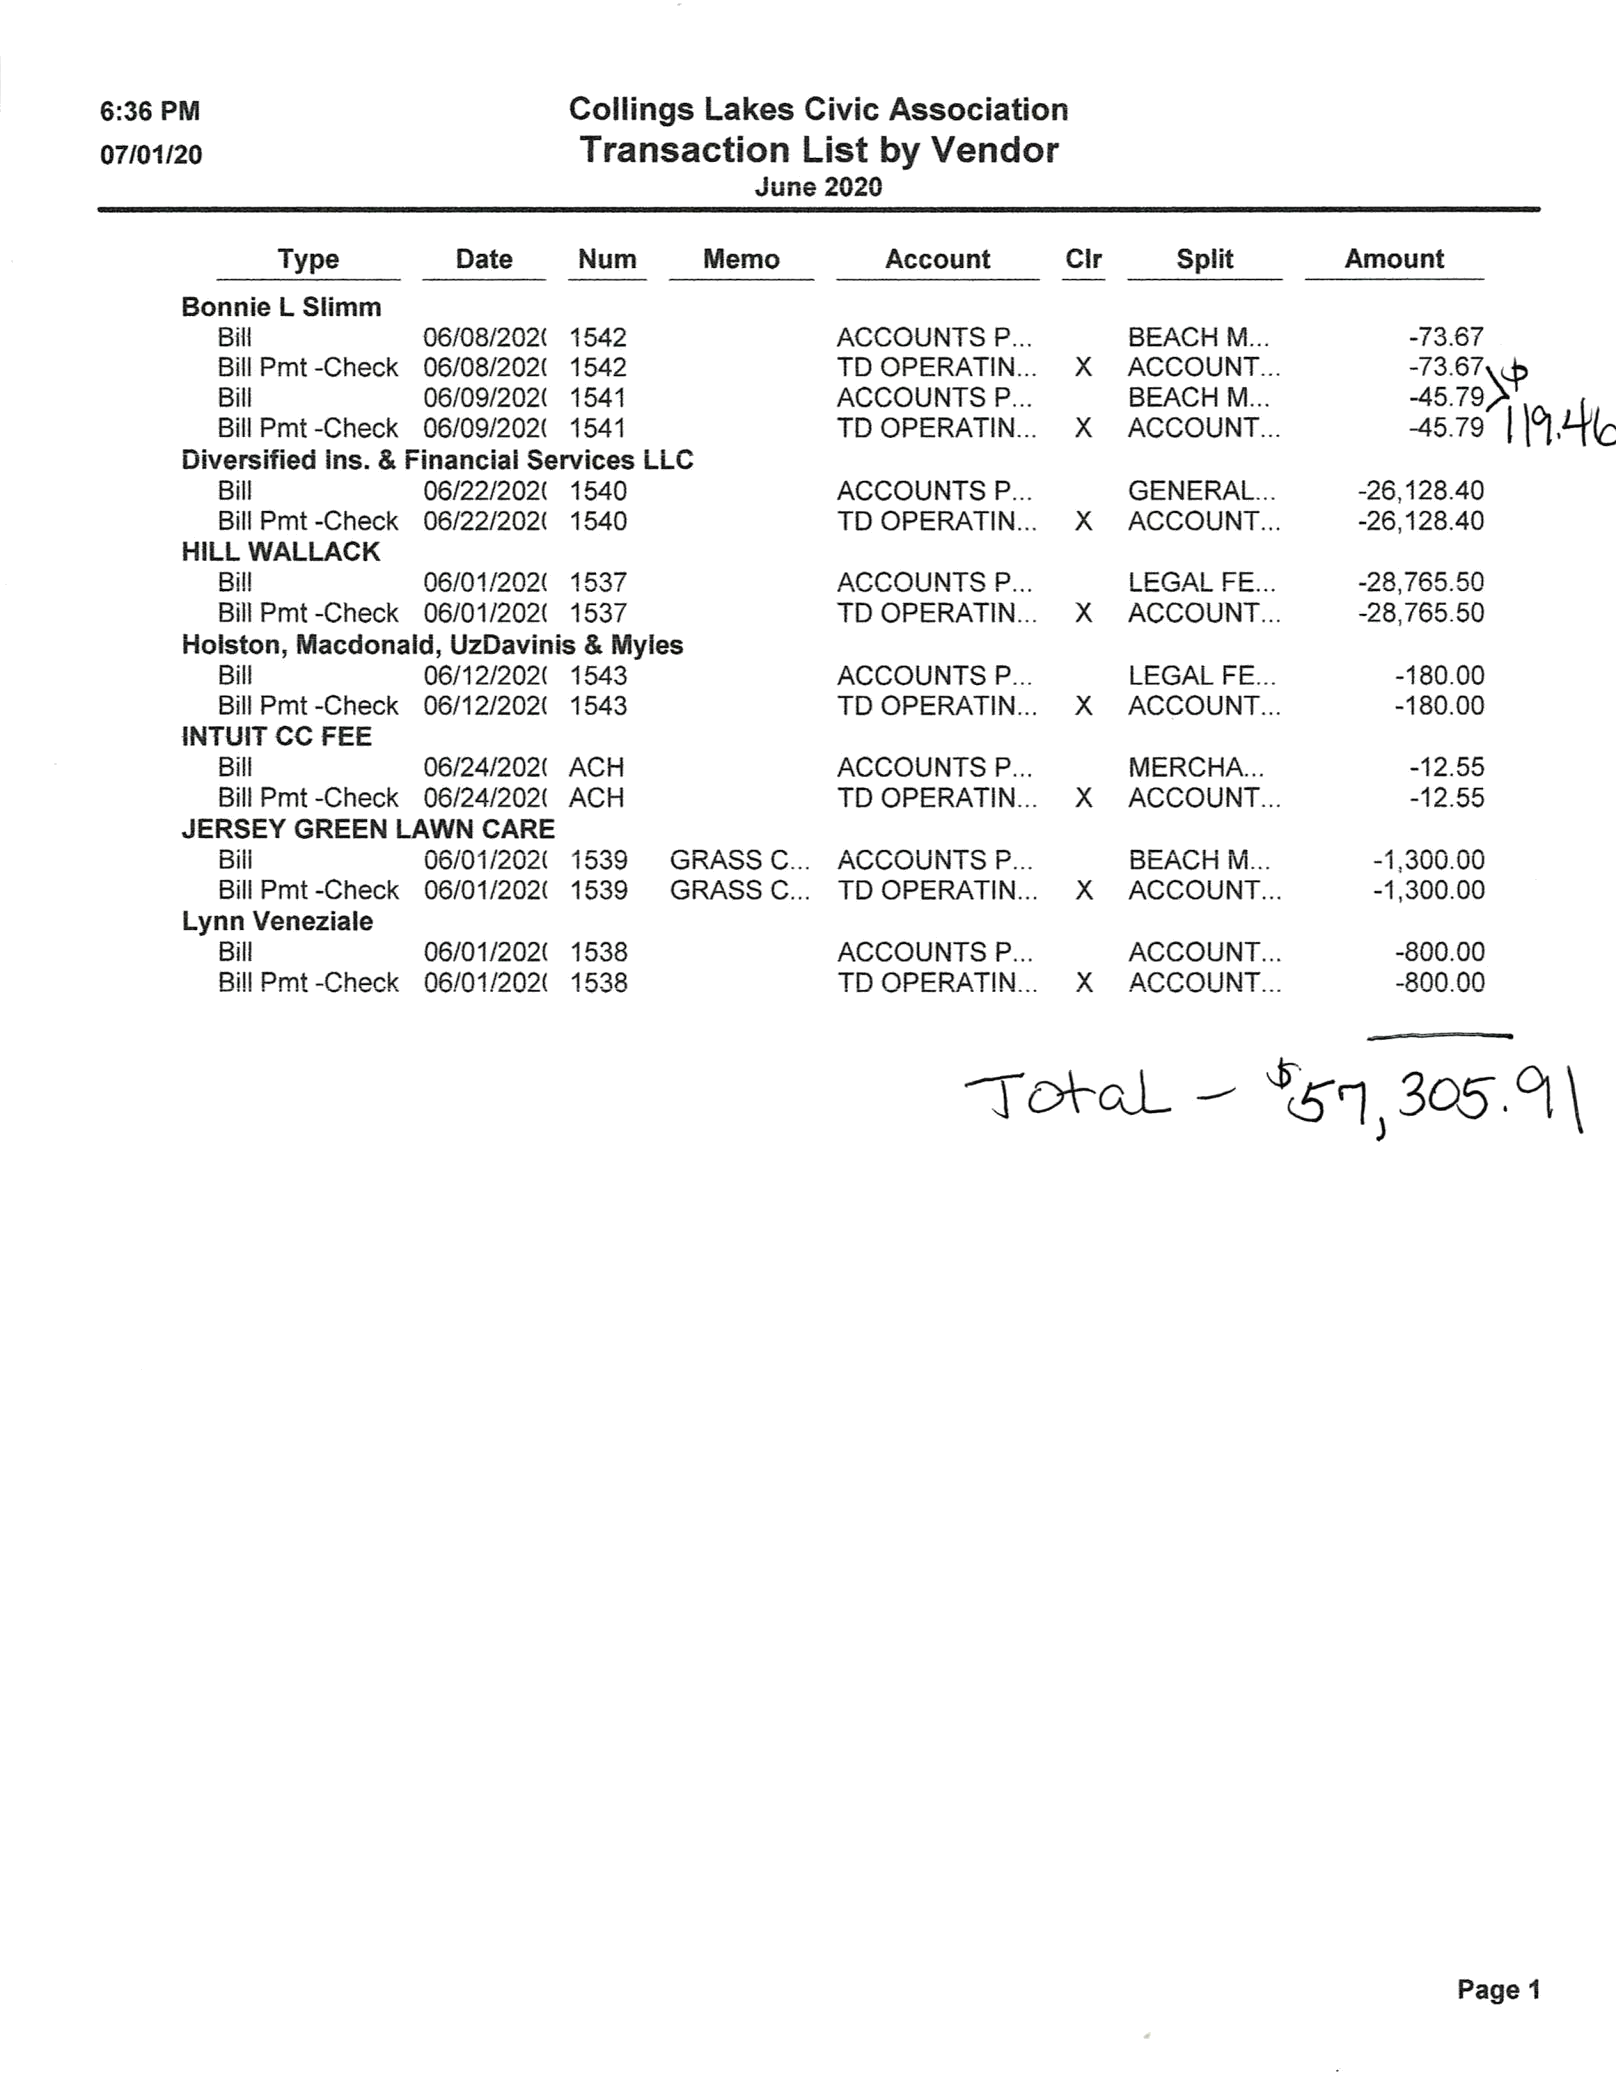 6:36 PM
Collings Lakes Civic Association
07/01/20
Transaction List by Vendor
June 2020
Type Date Num Memo Account Clr Split Amount
Bonnie L Slimm
Bill 06/08/202( 1542 ACCOUNTS P... BEACH M... -73.67
Bill Pmt -Check 06/08/202( 1542 TD OPERATIN... X ACCOUNT... -73.67
Bill 06/09/202( 1541 ACCOUNTS P... BEACH M... -45.79
Bill Pmt -Check 06/09/202( 1541 TD OPERATIN... X ACCOUNT... -45.79
$119.46
Diversified Ins. & Financial Services LLC
Bill 06/22/202( 1540 ACCOUNTS P... GENERAL... -26,128.40
Bill Pmt -Check 06/22/202( 1540 TD OPERATIN... X ACCOUNT... -26,128.40
HILL WALLACK
Bill 06/01/202( 1537 ACCOUNTS P... LEGAL FE... -28,765.50
Bill Pmt -Check 06/01/202( 1537 TD OPERATIN... X ACCOUNT... -28,765.50
Holston, Macdonald, UzDavinis & Myles
Bill 06/12/202( 1543 ACCOUNTS P... LEGAL FE... -180.00
Bill Pmt -Check 06/12/202( 1543 TD OPERATIN... X ACCOUNT... -180.00
INTUIT CC FEE
Bill 06/24/202( ACH ACCOUNTS P... MERCHA... -12.55
Bill Pmt -Check 06/24/202( ACH TD OPERATIN... X ACCOUNT... -12.55
JERSEY GREEN LAWN CARE
Bill 06/01/202( 1539 GRASS C... ACCOUNTS P... BEACH M... -1,300.00
Bill Pmt -Check 06/01/202( 1539 GRASS C... TD OPERATIN... X ACCOUNT... -1,300.00
Lynn Veneziale
Bill 06/01/202( 1538 ACCOUNTS P... ACCOUNT... -800.00
Bill Pmt -Check 06/01/202( 1538 TD OPERATIN... X ACCOUNT... -800.00
Total - $57,305.91
Page 1